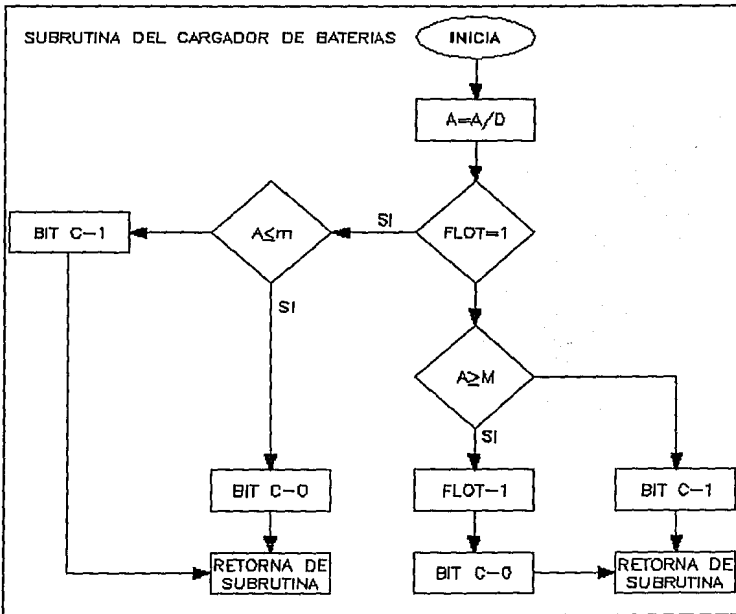 SUBRUTINA DEL CARGADOR DE BATERIAS
INICIA
A=A/D
FLOT=1
SI
A≤m
BIT C-1
SI
A≥M
SI
BIT C-0
FLOT-1
BIT C-1
RETORNA DE
SUBRUTINA
BIT C-0
RETORNA DE
SUBRUTINA